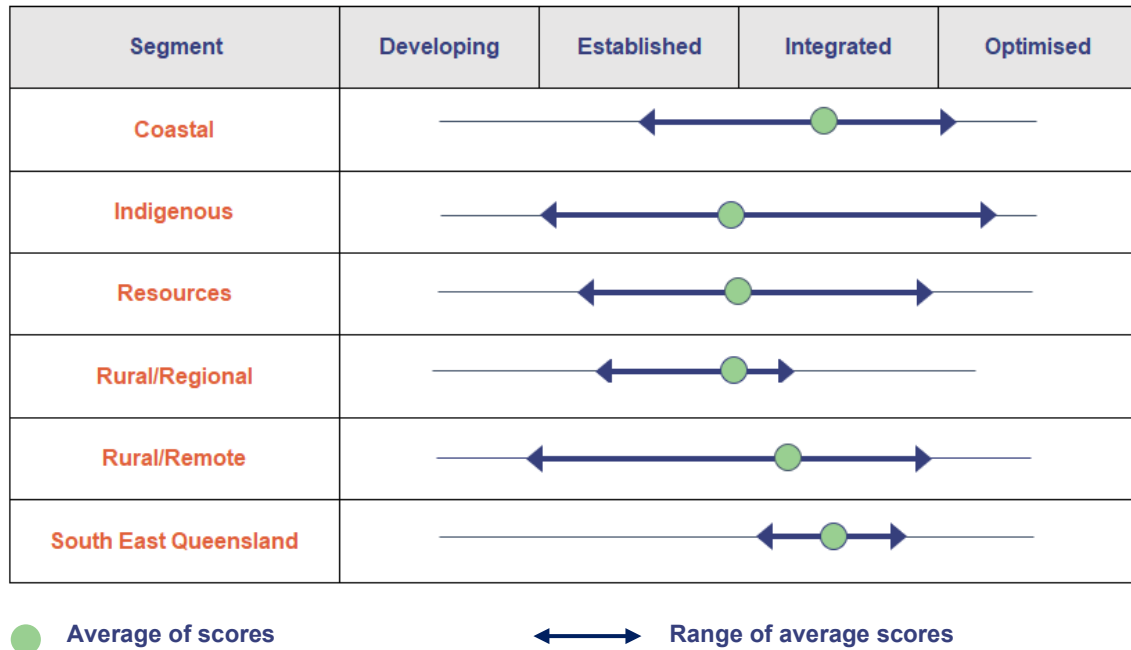 Segment Developing Established Integrated Optimised
Coastal
Indigenous
Resources
Rural/Regional
Rural/Remote
South East Queensland
Average of scores Range of average scores